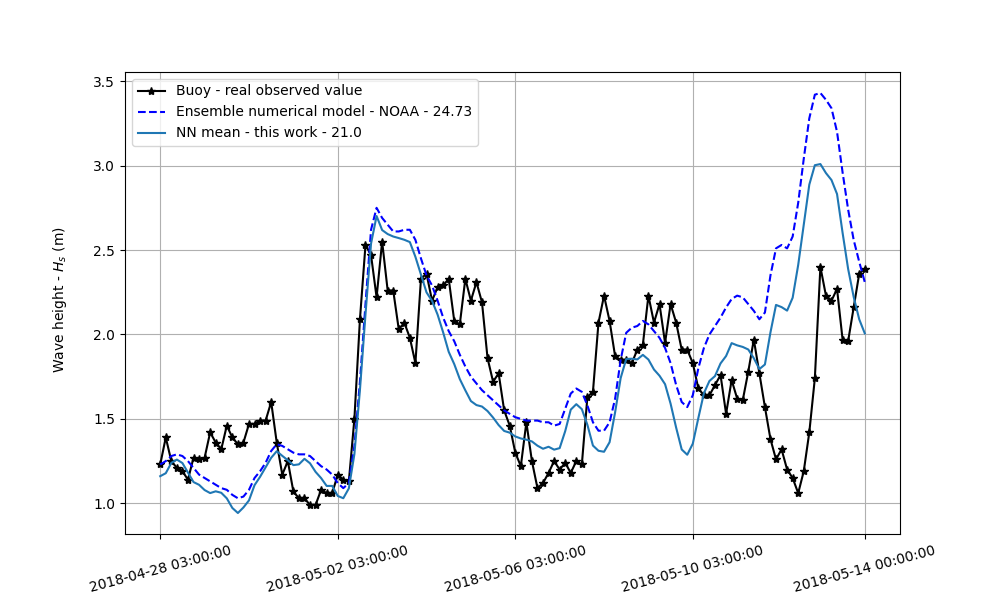 Buoy - real observed value
Ensemble numerical model - NOAA - 24.73
NN mean - this work - 21.0
Wave height - Hs (m)
3.5
3.0
2.5
2.0
1.5
1.0
2018-04-28 03:00:00
2018-05-02 03:00:00
2018-05-06 03:00:00
2018-05-10 03:00:00
2018-05-14 00:00:00